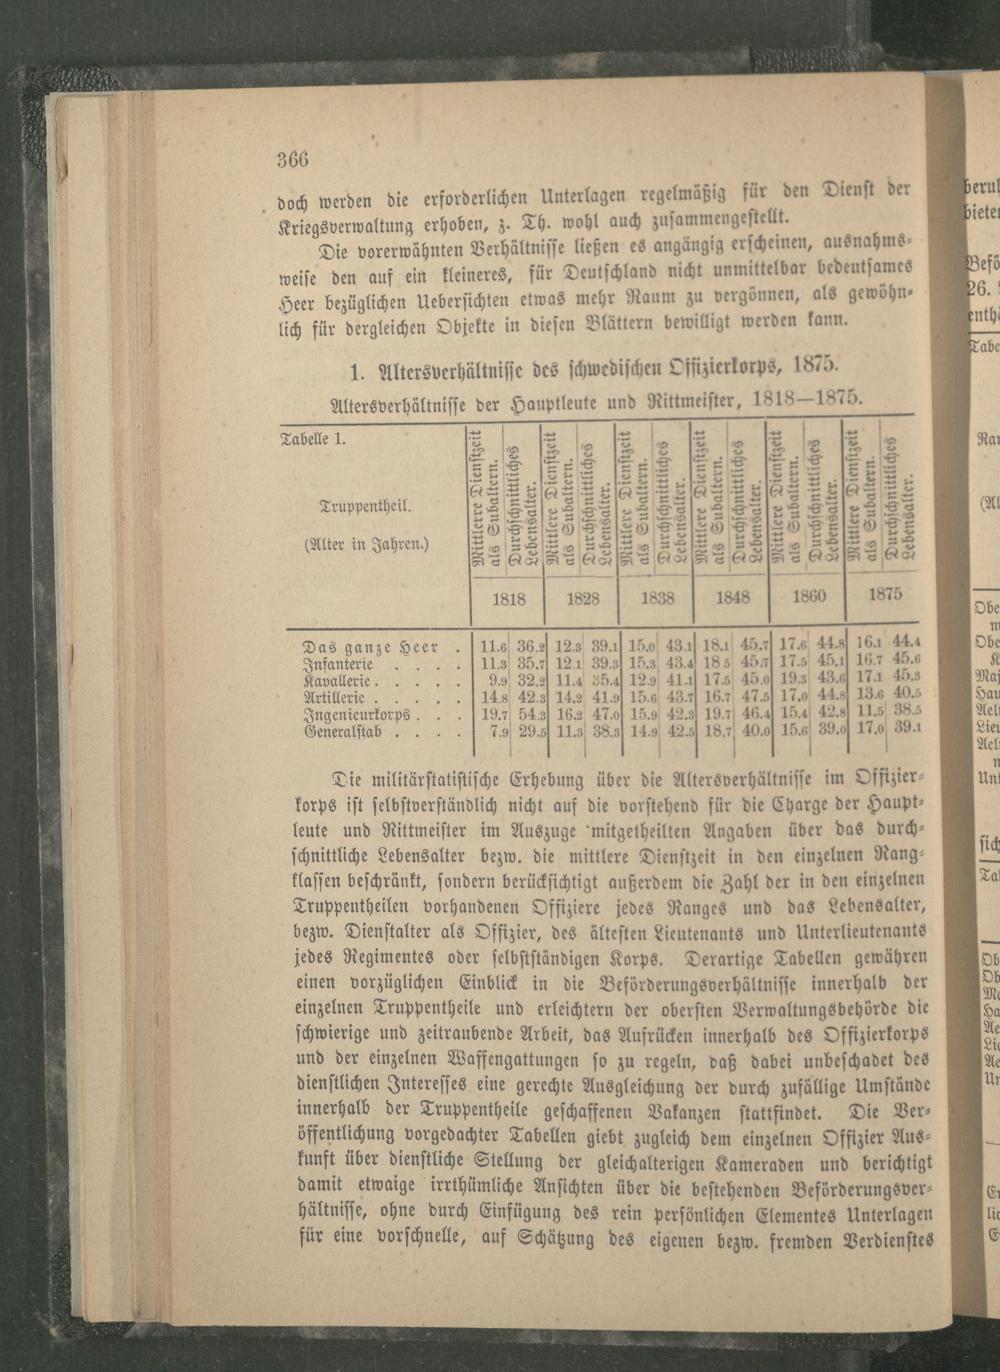 366
doch werden die erforderlichen Unterlagen regelmäßig für den Dienst der
Kriegsverwaltung erhoben, z. Th. wohl auch zusammengestellt.
Die vorerwähnten Verhältnisse ließen es angängig erscheinen, ausnahms-
weise den auf ein kleineres, für Deutschland nicht unmittelbar bedeutsames
Heer bezüglichen Uebersichten etwas mehr Raum zu vergönnen, als gewöhn-
lich für dergleichen Objekte in diesen Blättern bewilligt werden kann.
1. Altersverhältnisse des schwedischen Offizierkorps, 1875.
Altersverhältnisse der Hauptleute und Rittmeister, 1818—1875.
Tabelle 1.
Truppentheil.
(Alter in Jahren.)
Mittlerre Dienstzeit als Subaltern. Durchschnittliches Lebensalter. Mittlere Dienstzeit als Subaltern. Durchschnittliches Lebensalter. Mittlere Dienstzeit als Subaltern. Durchschnittliches Lebensalter. Mittlere Dienstzeit als Subaltern. Durchschnittliches Lebensalter. Mittlere Dienstzeit als Subaltern. Durchschnittliches Lebensalter. Mittlere Dienstzeit als Subaltern. Durchschnittliches Lebensalter.
1818 1828 1838 1848 1860 1875
Das ganze Heer . 11.6 36.2 12.3 39.1 15.0 43.1 18.1 45.7 17.6 44.8 16.1 44.4
Infanterie . . . . 11.3 35.7 12.1 39.3 15.3 43.4 18 5 45.7 17.5 45.1 16.7 45.6
Kavallerie . . . . . 9.9 32.2 11.4 35.4 12.9 41.1 17.5 45.0 19.3 43.6 17.1 45.3
Artillerie . . . . . 14.8 42.3 14.2 41.9 15.6 43.7 16.7 47.5 17.0 44.8 13.6 40.5
Ingenieurkorps . . . 19.7 54.3 16.2 47.0 15.9 42.3 19.7 46.4 15.4 42.8 11.5 38.5
Generalstab . . . . 7.9 29.5 11.3 38.3 14.9 42.5 18.7 40.0 15.6 39.0 17.0 39.1
Die militärstatistische Erhebung über die Altersverhältnisse im Offizier-
korps ist selbstverständlich nicht auf die vorstehend für die Charge der Haupt-
leute und Rittmeister im Auszuge mitgetheilten Angaben über das durch-
schnittliche Lebensalter bezw. die mittlere Dienstzeit in den einzelnen Rang-
klassen beschränkt, sondern berücksichtigt außerdem die Zahl der in den einzelnen
Truppentheilen vorhandenen Offiziere jedes Ranges und das Lebensalter,
bezw. Dienstalter als Offizier, des ältesten Lieutenants und Unterlieutenants
jedes Regimentes oder selbstständigen Korps. Derartige Tabellen gewähren
einen vorzüglichen Einblick in die Beförderungsverhältnisse innerhalb der
einzelnen Truppentheile und erleichtern der obersten Verwaltungsbehörde die
schwierige und zeitraubende Arbeit, das Aufrücken innerhalb des Offizierkorps
und der einzelnen Waffengattungen so zu regeln, daß dabei unbeschadet des
dienstlichen Interesses eine gerechte Ausgleichung der durch zufällige Umstände
innerhalb der Truppentheile geschaffenen Vakanzen stattfindet. Die Ver-
öffentlichung vorgedachter Tabellen giebt zugleich dem einzelnen Offizier Aus-
kunft über dienstliche Stellung der gleichalterigen Kameraden und berichtigt
damit etwaige irrthümliche Ansichten über die bestehenden Beförderungsver-
hältnisse, ohne durch Einfügung des rein persönlichen Elementes Unterlagen
für eine vorschnelle, auf Schätzung des eigenen bezw. fremden Verdienstes